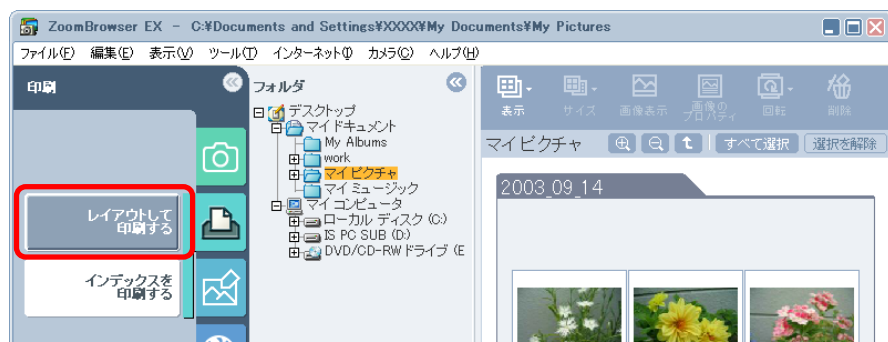 ZoomBrowser EX - C:¥Documents and Settings¥XXXX¥My Documents¥My Pictures
ファイル(F) 編集(E) 表示(V) ツール(T) インターネット(I) カメラ(C) ヘルプ(H)
印刷
レイアウトして
印刷する
インデックスを
印刷する
フォルダ
デスクトップ
マイドキュメント
My Albums
work
マイ ピクチャ
マイ ミュージック
マイ コンピュータ
ローカル ディスク (C:)
IS PC SUB (D:)
DVD/CD-RW ドライブ (E
表示 サイズ 画像表示 画像の 回転 削除
プロパティ
マイ ピクチャ すべて選択 選択を解除
2003_09_14